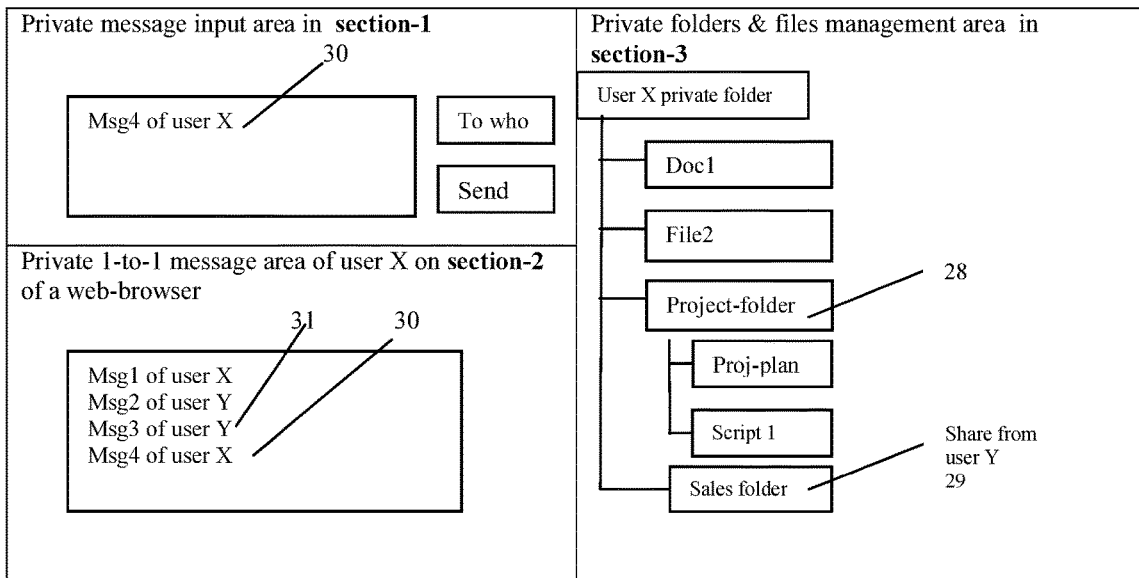 Private message input area in section-1
30
Msg4 of user X
To who
Send
Private 1-to-1 message area of user X on section-2
of a web-browser
31
30
Msg1 of user X
Msg2 of user Y
Msg3 of user Y
Msg4 of user X
Private folders & files management area in
section-3
User X private folder
Doc1
File2
28
Project-folder
Proj-plan
Script 1
Share from
user Y
29
Sales folder